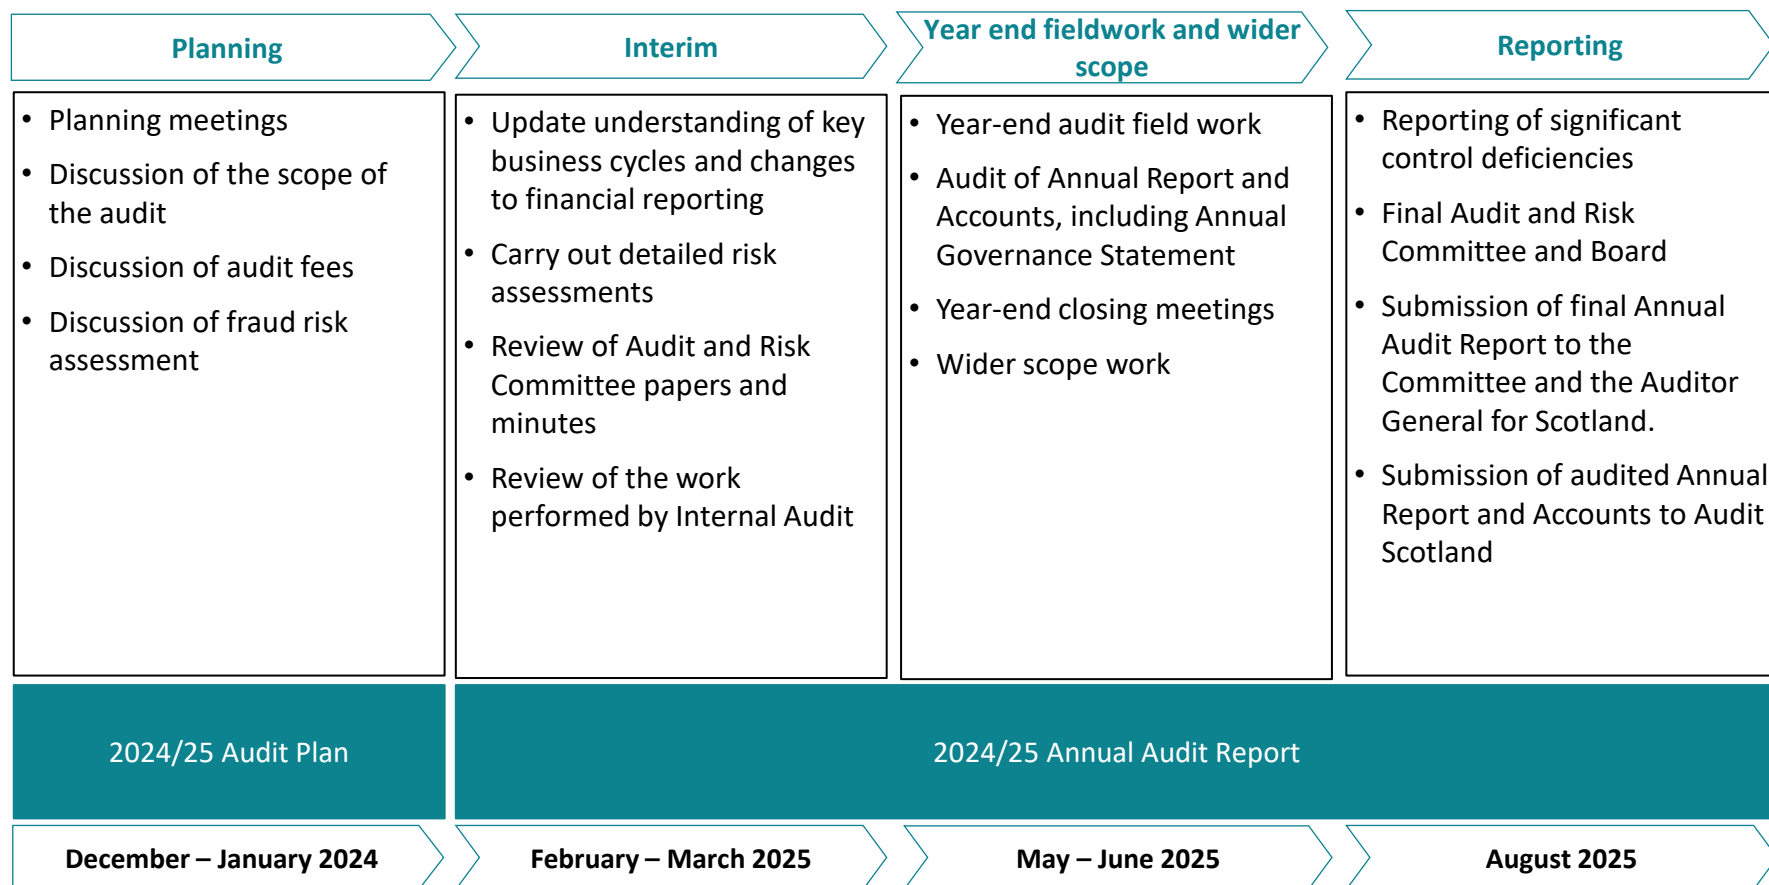 Planning
Interim
Year end fieldwork and wider
scope
Reporting
• Planning meetings
• Discussion of the scope of
the audit
• Discussion of audit fees
• Discussion of fraud risk
assessment
• Update understanding of key
business cycles and changes
to financial reporting
• Carry out detailed risk
assessments
• Review of Audit and Risk
Committee papers and
minutes
• Review of the work
performed by Internal Audit
• Year-end audit field work
• Audit of Annual Report and
Accounts, including Annual
Governance Statement
• Year-end closing meetings
• Wider scope work
• Reporting of significant
control deficiencies
• Final Audit and Risk
Committee and Board
• Submission of final Annual
Audit Report to the
Committee and the Auditor
General for Scotland.
• Submission of audited Annual
Report and Accounts to Audit
Scotland
2024/25 Audit Plan
2024/25 Annual Audit Report
December – January 2024
February – March 2025
May – June 2025
August 2025